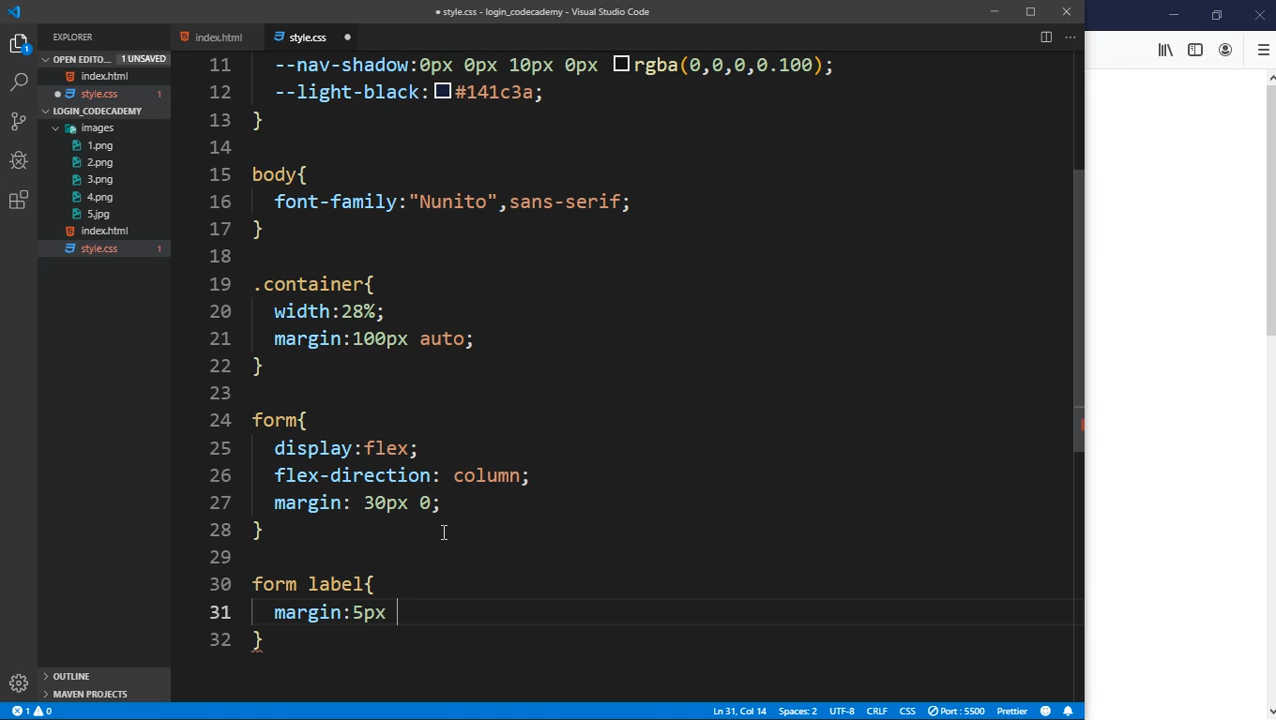 ● style.css - login_codecademy - Visual Studio Code
EXPLORER
index.html
style.css ●
OPEN EDITO... 1 UNSAVED
index.html
● style.css 1
LOGIN_CODECADEMY
images
1.png
2.png
3.png
4.png
5.jpg
index.html
style.css 1
OUTLINE
MAVEN PROJECTS
1
11 --nav-shadow:0px 0px 10px 0px rgba(0,0,0,0.100);
12 --light-black:#141c3a;
13 }
14
15 body{
16 font-family:"Nunito",sans-serif;
17 }
18
19 .container{
20 width:28%;
21 margin:100px auto;
22 }
23
24 form{
25 display:flex;
26 flex-direction: column;
27 margin: 30px 0;
28 }
29
30 form label{
31 margin:5px
32 }
1 0 Ln 31, Col 14 Spaces: 2 UTF-8 CRLF CSS Port : 5500 Prettier